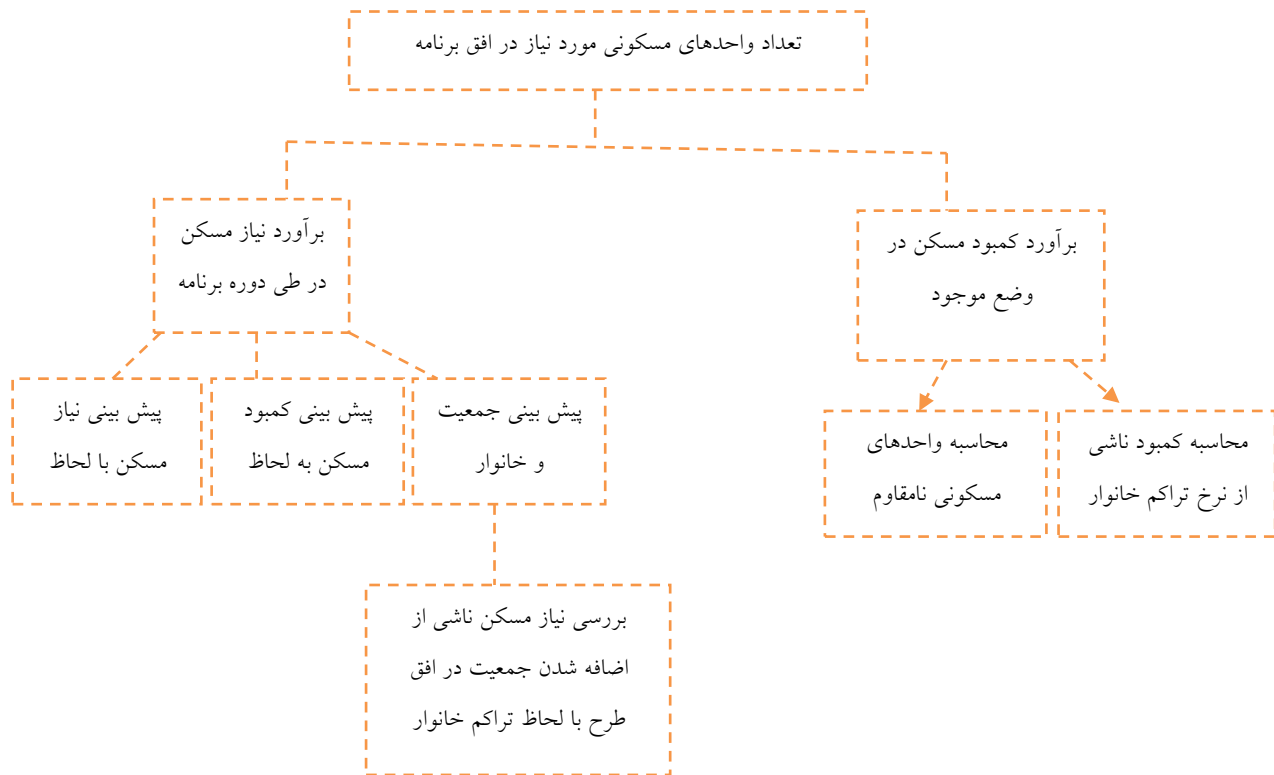 تعداد واحدهای مسکونی مورد نیاز در افق برنامه
برآورد کمبود مسکن در
وضع موجود
برآورد نیاز مسکن
در طی دوره برنامه
محاسبه کمبود ناشی
از نرخ تراکم خانوار
محاسبه واحدهای
مسکونی نامقاوم
پیش بینی جمعیت
و خانوار
پیش بینی کمبود
مسکن به لحاظ
پیش بینی نیاز
مسکن با لحاظ
بررسی نیاز مسکن ناشی از
اضافه شدن جمعیت در افق
طرح با لحاظ تراکم خانوار